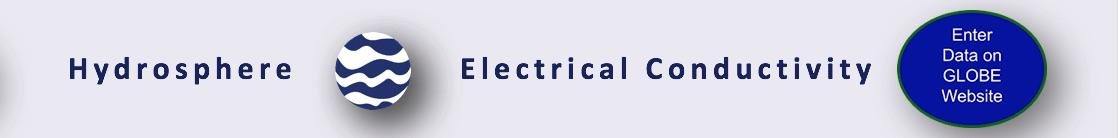 Hydrosphere
Electrical Conductivity
Enter
Data on
GLOBE
Website